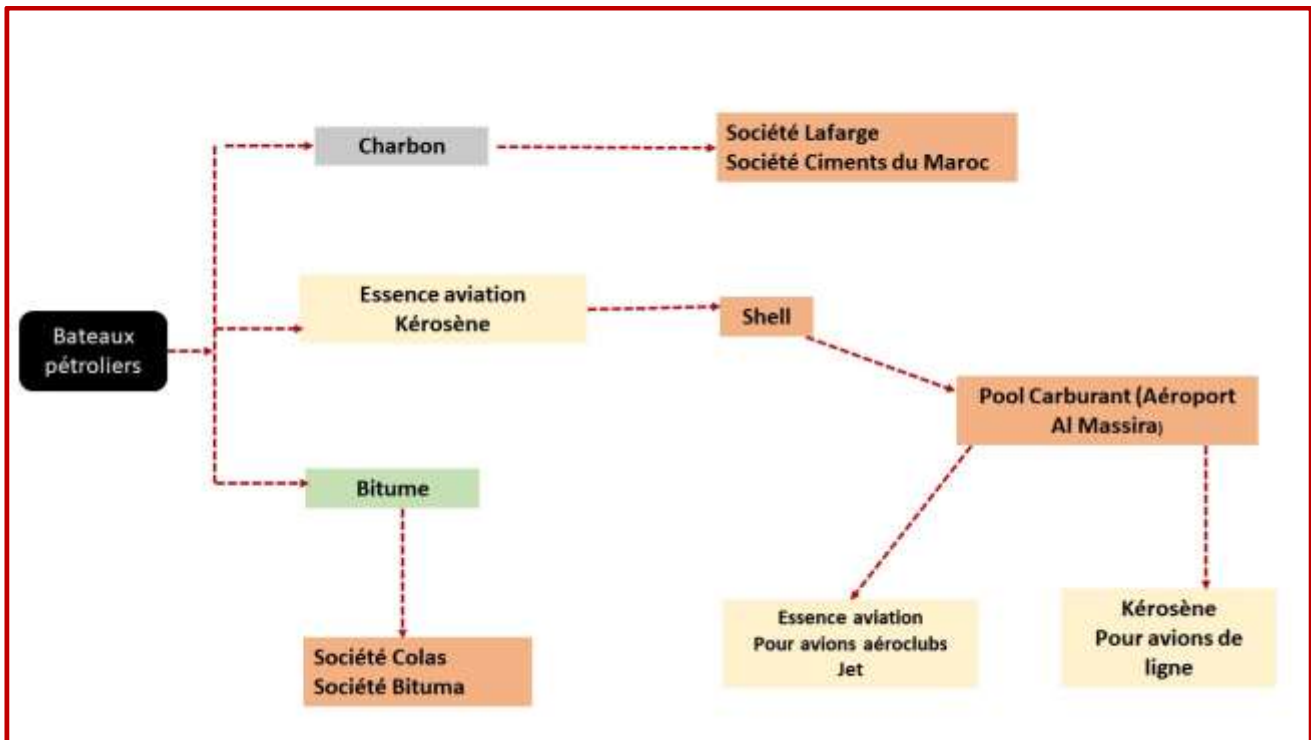 Charbon
Société Lafarge
Société Ciments du Maroc
Essence aviation
Kérosène
Shell
Bateaux
pétroliers
Pool Carburant (Aéroport
Al Massira)
Bitume
Essence aviation
Pour avions aéroclubs
Jet
Kérosène
Pour avions de
ligne
Société Colas
Société Bituma